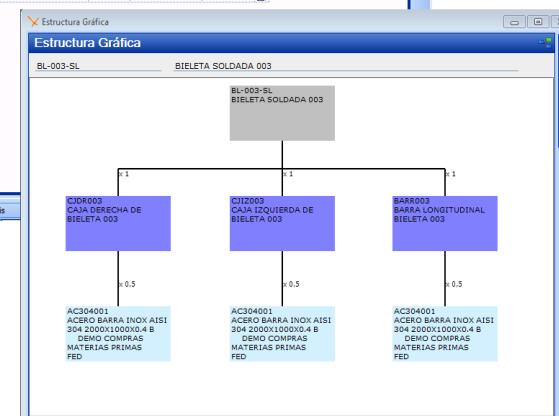 Estructura Gráfica
Estructura Gráfica
BL-003-SL BIELETA SOLDADA 003
BL-003-SL
BIELETA SOLDADA 003
x 1 x 1 x 1
CJDR003
CAJA DERECHA DE
BIELETA 003
CJIZ003
CAJA IZQUIERDA DE
BIELETA 003
BARR003
BARRA LONGITUDINAL
BIELETA 003
x 0.5 x 0.5 x 0.5
AC304001
ACERO BARRA INOX AISI
304 2000X1000X0.4 B
DEMO COMPRAS
MATERIAS PRIMAS
FED
AC304001
ACERO BARRA INOX AISI
304 2000X1000X0.4 B
DEMO COMPRAS
MATERIAS PRIMAS
FED
AC304001
ACERO BARRA INOX AISI
304 2000X1000X0.4 B
DEMO COMPRAS
MATERIAS PRIMAS
FED